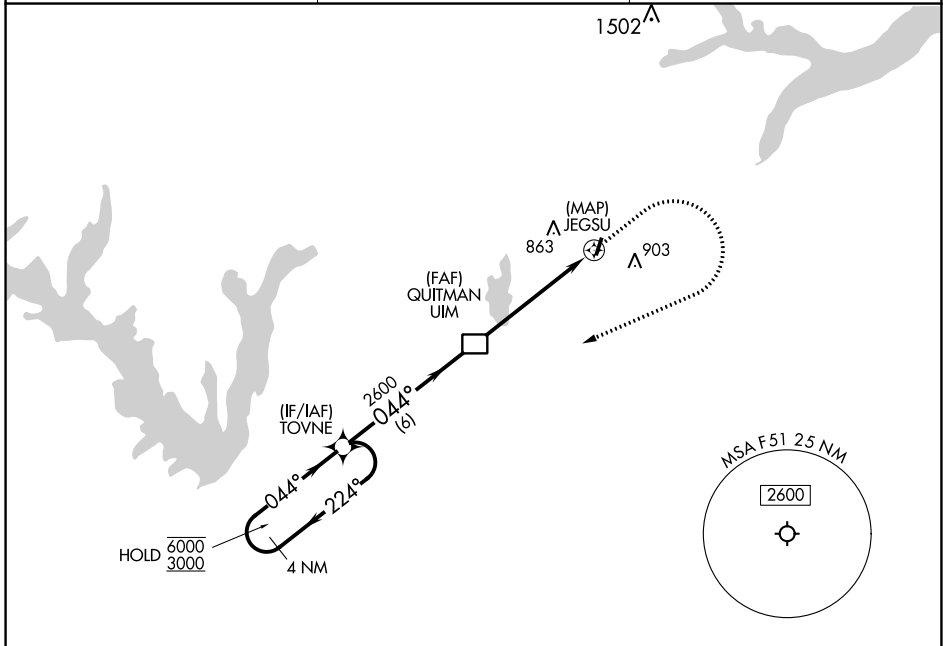 1502
(MAP)
JEGSU
863
903
(FAF)
QUITMAN
UIM
2600
044°
(6)
(IF/IAF)
TOVNE
044°
224°
HOLD 6000
3000
4 NM
MSA F51 25 NM
2600